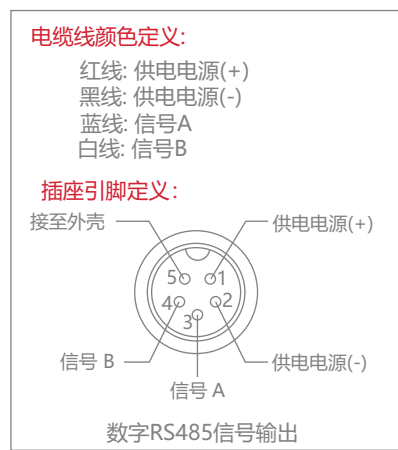 电缆线颜色定义:
红线: 供电电源(+)
黑线: 供电电源(-)
蓝线: 信号A
白线: 信号B
插座引脚定义:
接至外壳
供电电源(+)
5 1
4 2
3
信号 B
供电电源(-)
信号 A
数字RS485信号输出